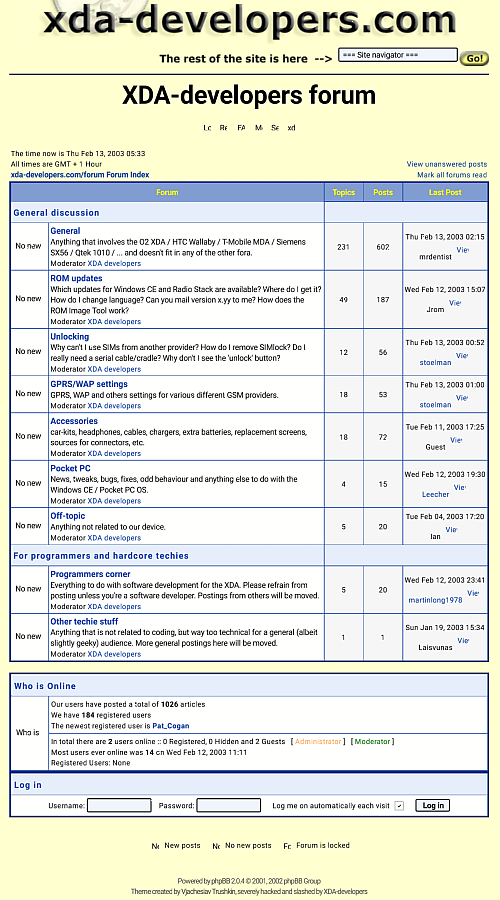 xda-developers.com
The rest of the site is here --> === Site navigator === Go!
XDA-developers forum
The time now is Thu Feb 13, 2003 05:33
All times are GMT + 1 Hour
View unanswered posts
xda-developers.com/forum Forum Index
Mark all forums read
Forum Topics Posts Last Post
General discussion
No new
General
Anything that involves the O2 XDA / HTC Wallaby / T-Mobile MDA / Siemens
SX56 / Qtek 1010 / ... and doesn't fit in any of the other fora.
Moderator XDA developers
231 602
Thu Feb 13, 2003 02:15
mrdentist
No new
ROM updates
Which updates for Windows CE and Radio Stack are available? Where do I get it?
How do I change language? Can you mail version x.yy to me? How does the
ROM Image Tool work?
Moderator XDA developers
49 187
Wed Feb 12, 2003 15:07
Jrom
No new
Unlocking
Why can't I use SIMs from another provider? How do I remove SIMlock? Do I
really need a serial cable/cradle? Why don't I see the 'unlock' button?
Moderator XDA developers
12 56
Thu Feb 13, 2003 00:52
stoelman
No new
GPRS/WAP settings
GPRS, WAP and others settings for various different GSM providers.
Moderator XDA developers
18 53
Thu Feb 13, 2003 01:00
stoelman
No new
Accessories
car-kits, headphones, cables, chargers, extra batteries, replacement screens,
sources for connectors, etc.
Moderator XDA developers
18 72
Tue Feb 11, 2003 17:25
Guest
No new
Pocket PC
News, tweaks, bugs, fixes, odd behaviour and anything else to do with the
Windows CE / Pocket PC OS.
Moderator XDA developers
4 15
Wed Feb 12, 2003 19:30
Leecher
No new
Off-topic
Anything not related to our device.
Moderator XDA developers
5 20
Tue Feb 04, 2003 17:20
Ian
For programmers and hardcore techies
No new
Programmers corner
Everything to do with software development for the XDA. Please refrain from
posting unless you're a software developer. Postings from others will be moved.
Moderator XDA developers
5 20
Wed Feb 12, 2003 23:41
martinlong1978
No new
Other techie stuff
Anything that is not related to coding, but way too technical for a general (albeit
slightly geeky) audience. More general postings here will be moved.
Moderator XDA developers
1 1
Sun Jan 19, 2003 15:34
Laisvunas
Who is Online
Who is
Our users have posted a total of 1026 articles
We have 184 registered users
The newest registered user is Pat_Cogan
In total there are 2 users online :: 0 Registered, 0 Hidden and 2 Guests [ Administrator ] [ Moderator ]
Most users ever online was 14 on Wed Feb 12, 2003 11:11
Registered Users: None
Log in
Username: Password: Log me on automatically each visit Log in
New posts No new posts Forum is locked
Powered by phpBB 2.0.4 © 2001, 2002 phpBB Group
Theme created by Vjacheslav Trushkin, severely hacked and slashed by XDA-developers